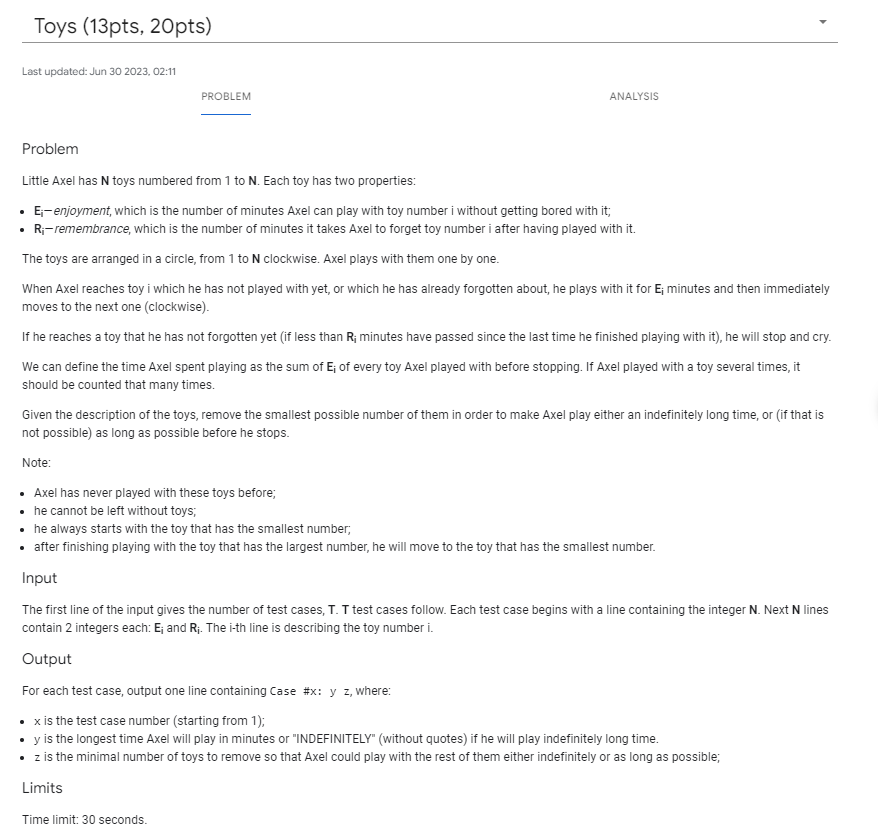 Toys (13pts, 20pts)
Last updated: Jun 30 2023, 02:11
PROBLEM
ANALYSIS
Problem
Little Axel has N toys numbered from 1 to N. Each toy has two properties:
• Ei—enjoyment, which is the number of minutes Axel can play with toy number i without getting bored with it;
• Ri—remembrance, which is the number of minutes it takes Axel to forget toy number i after having played with it.
The toys are arranged in a circle, from 1 to N clockwise. Axel plays with them one by one.
When Axel reaches toy i which he has not played with yet, or which he has already forgotten about, he plays with it for Ei minutes and then immediately
moves to the next one (clockwise).
If he reaches a toy that he has not forgotten yet (if less than Ri minutes have passed since the last time he finished playing with it), he will stop and cry.
We can define the time Axel spent playing as the sum of Ei of every toy Axel played with before stopping. If Axel played with a toy several times, it
should be counted that many times.
Given the description of the toys, remove the smallest possible number of them in order to make Axel play either an indefinitely long time, or (if that is
not possible) as long as possible before he stops.
Note:
• Axel has never played with these toys before;
• he cannot be left without toys;
• he always starts with the toy that has the smallest number;
• after finishing playing with the toy that has the largest number, he will move to the toy that has the smallest number.
Input
The first line of the input gives the number of test cases, T. T test cases follow. Each test case begins with a line containing the integer N. Next N lines
contain 2 integers each: Ei and Ri. The i-th line is describing the toy number i.
Output
For each test case, output one line containing Case #x: y z, where:
• x is the test case number (starting from 1);
• y is the longest time Axel will play in minutes or "INDEFINITELY" (without quotes) if he will play indefinitely long time.
• z is the minimal number of toys to remove so that Axel could play with the rest of them either indefinitely or as long as possible;
Limits
Time limit: 30 seconds.